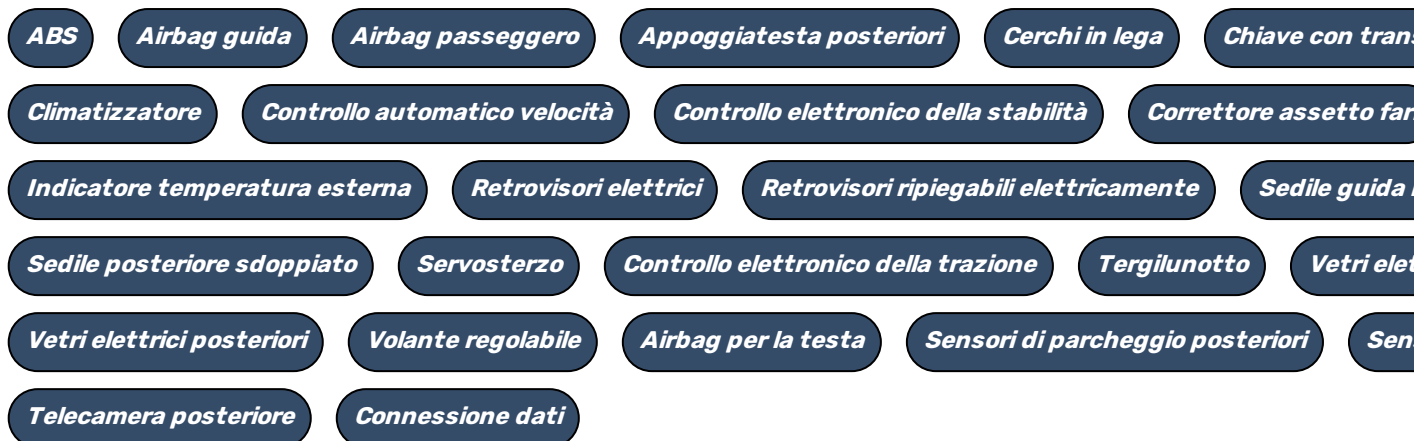 ABS Airbag guida Airbag passeggero Appoggiatesta posteriori Cerchi in lega Chiave con
Climatizzatore Controllo automatico velocità Controllo elettronico della stabilità Correttore assetto
Indicatore temperatura esterna Retrovisori elettrici Retrovisori ripiegabili elettricamente Sedile guida
Sedile posteriore sdoppiato Servosterzo Controllo elettronico della trazione Tergilunotto Vetri
Vetri elettrici posteriori Volante regolabile Airbag per la testa Sensori di parcheggio posteriori
Telecamera posteriore Connessione dati